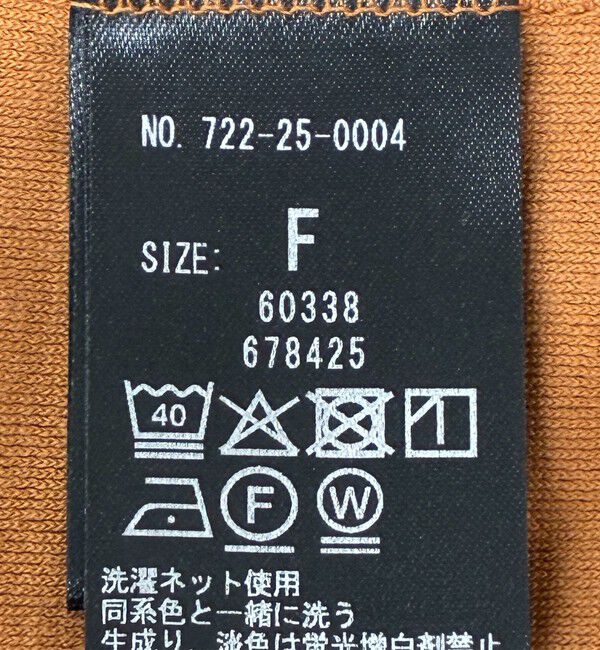 NO. 722-25-0004
SIZE: F
60338
678425
40
F W
洗濯ネット使用
同系色と一緒に洗う
生成り、淡色は蛍光増白剤禁止